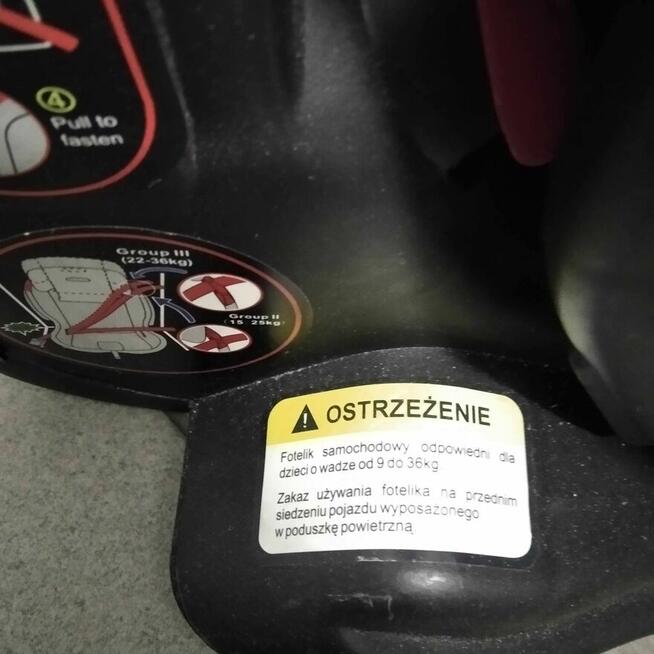 4
Pull to
fasten
Group III
(22-36kg)
Group II
(15 25kg)
OSTRZEŻENIE
Fotelik samochodowy odpowiedni dla
dzieci o wadze od 9 do 36kg
Zakaz używania fotelika na przednim
siedzeniu pojazdu wyposażonego
w poduszkę powietrzną.